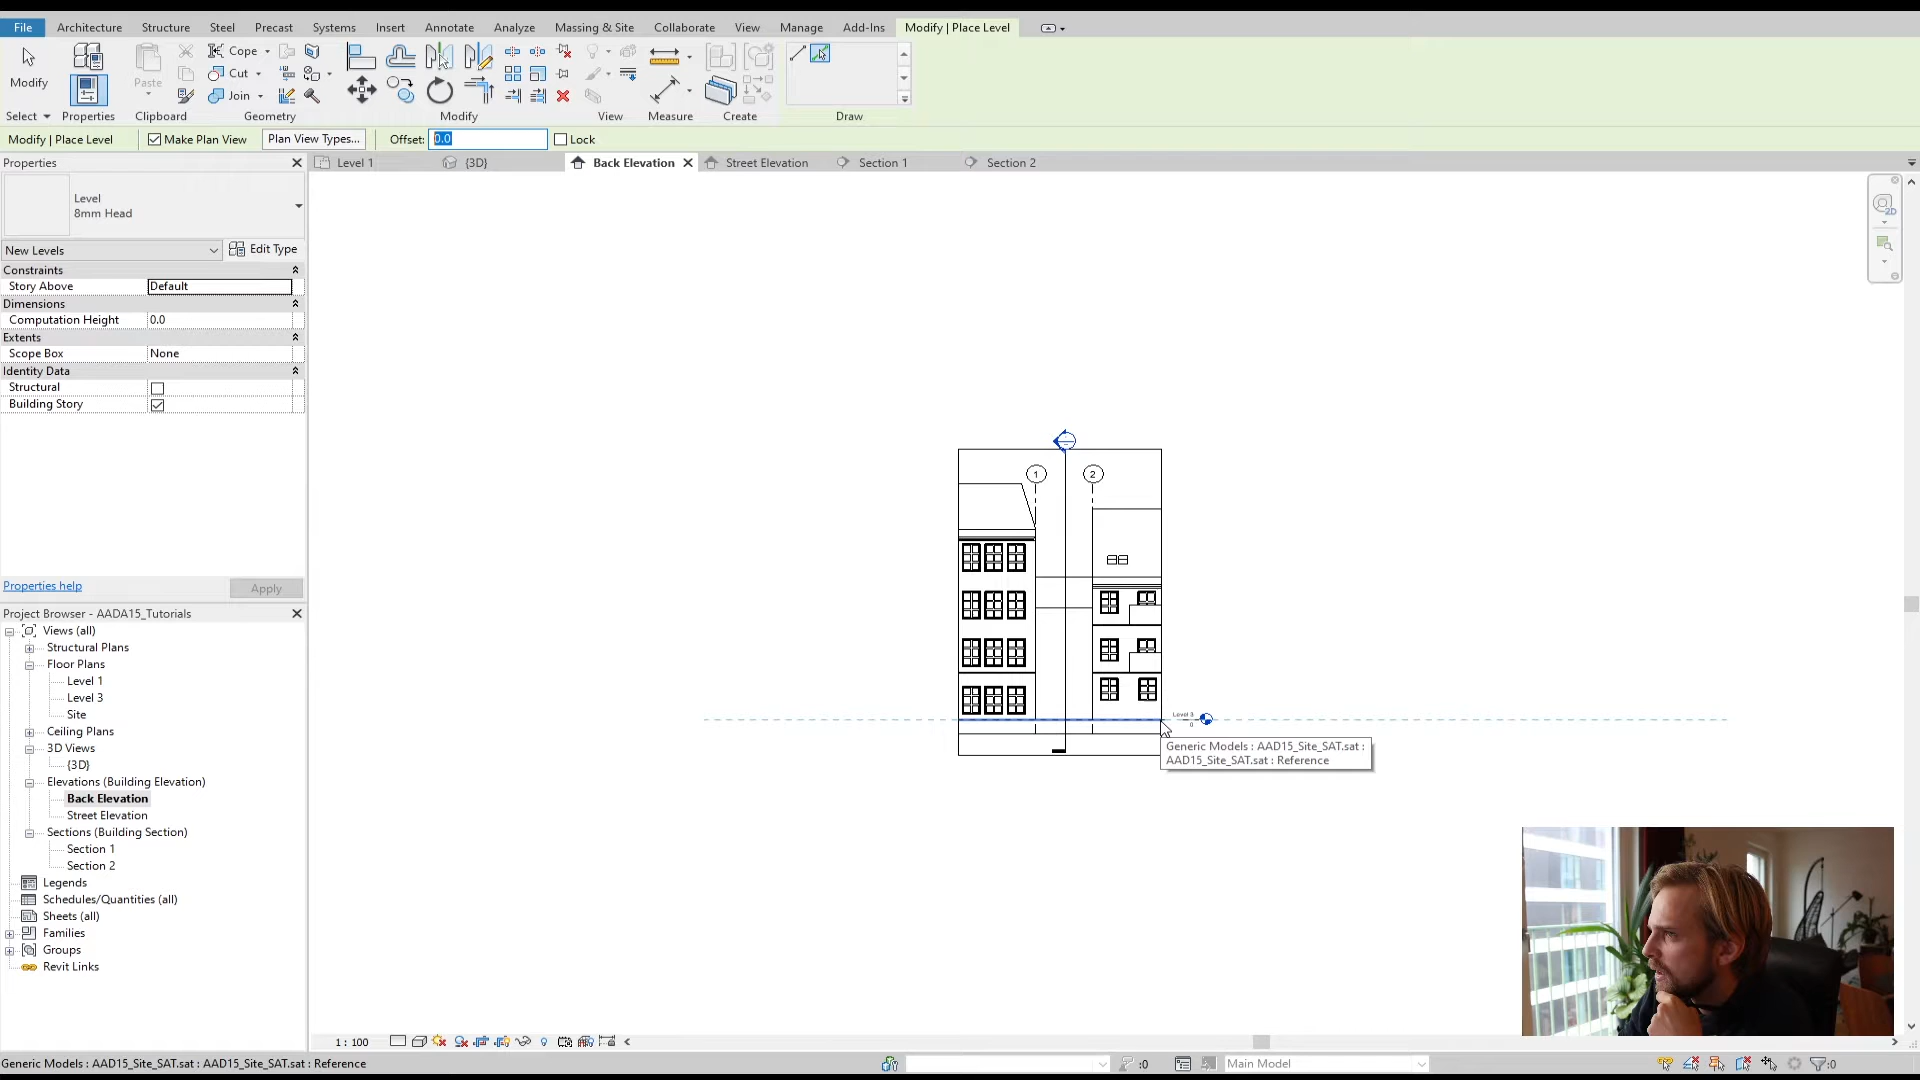 File Architecture Structure Steel Precast Systems Insert Annotate Analyze Massing & Site Collaborate View Manage Add-Ins Modify | Place Level
Cope
Cut
Join
Modify
Paste
Select Properties Clipboard Geometry Modify View Measure Create Draw
Modify | Place Level Make Plan View Plan View Types... Offset: 0.0 Lock
Properties
Level 1 {3D} Back Elevation Street Elevation Section 1 Section 2
Level
8mm Head
2D
New Levels Edit Type
Constraints
Story Above Default
Dimensions
Computation Height 0.0
Extents
Scope Box None
Identity Data
Structural
Building Story
1 2
Level 3
0
Generic Models : AAD15_Site_SAT.sat :
AAD15_Site_SAT.sat : Reference
Properties help Apply
Project Browser - AADA15_Tutorials
Views (all)
Structural Plans
Floor Plans
Level 1
Level 3
Site
Ceiling Plans
3D Views
{3D}
Elevations (Building Elevation)
Back Elevation
Street Elevation
Sections (Building Section)
Section 1
Section 2
Legends
Schedules/Quantities (all)
Sheets (all)
Families
Groups
Revit Links
1 : 100
Generic Models : AAD15_Site_SAT.sat : AAD15_Site_SAT.sat : Reference :0 Main Model :0